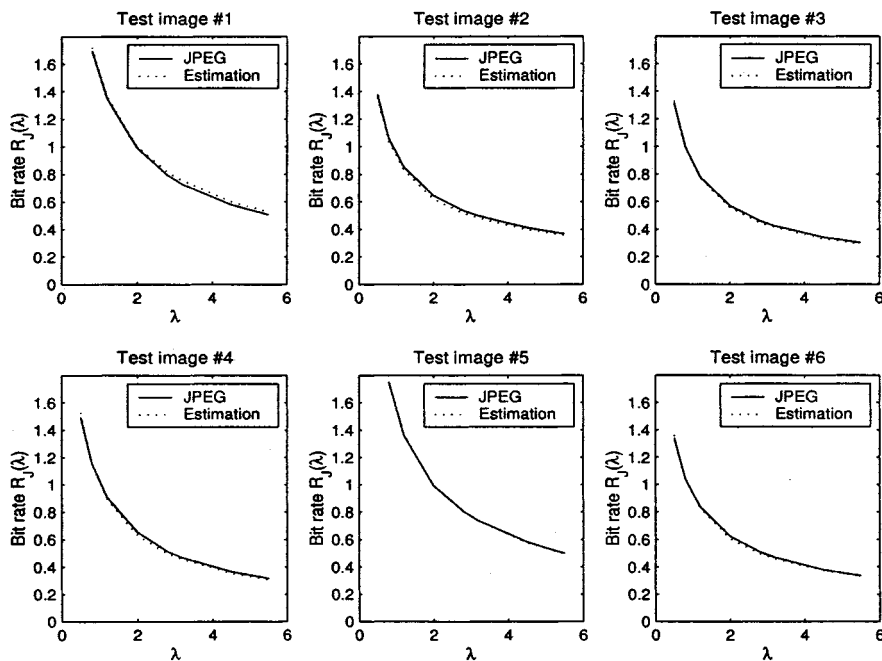 Test image #1
Bit rate R_J(λ)
1.6
1.4
1.2
1
0.8
0.6
0.4
0.2
0
0
2
4
6
λ
JPEG
Estimation
Test image #2
Bit rate R_J(λ)
1.6
1.4
1.2
1
0.8
0.6
0.4
0.2
0
0
2
4
6
λ
JPEG
Estimation
Test image #3
Bit rate R_J(λ)
1.6
1.4
1.2
1
0.8
0.6
0.4
0.2
0
0
2
4
6
λ
JPEG
Estimation
Test image #4
Bit rate R_J(λ)
1.6
1.4
1.2
1
0.8
0.6
0.4
0.2
0
0
2
4
6
λ
JPEG
Estimation
Test image #5
Bit rate R_J(λ)
1.6
1.4
1.2
1
0.8
0.6
0.4
0.2
0
0
2
4
6
λ
JPEG
Estimation
Test image #6
Bit rate R_J(λ)
1.6
1.4
1.2
1
0.8
0.6
0.4
0.2
0
0
2
4
6
λ
JPEG
Estimation